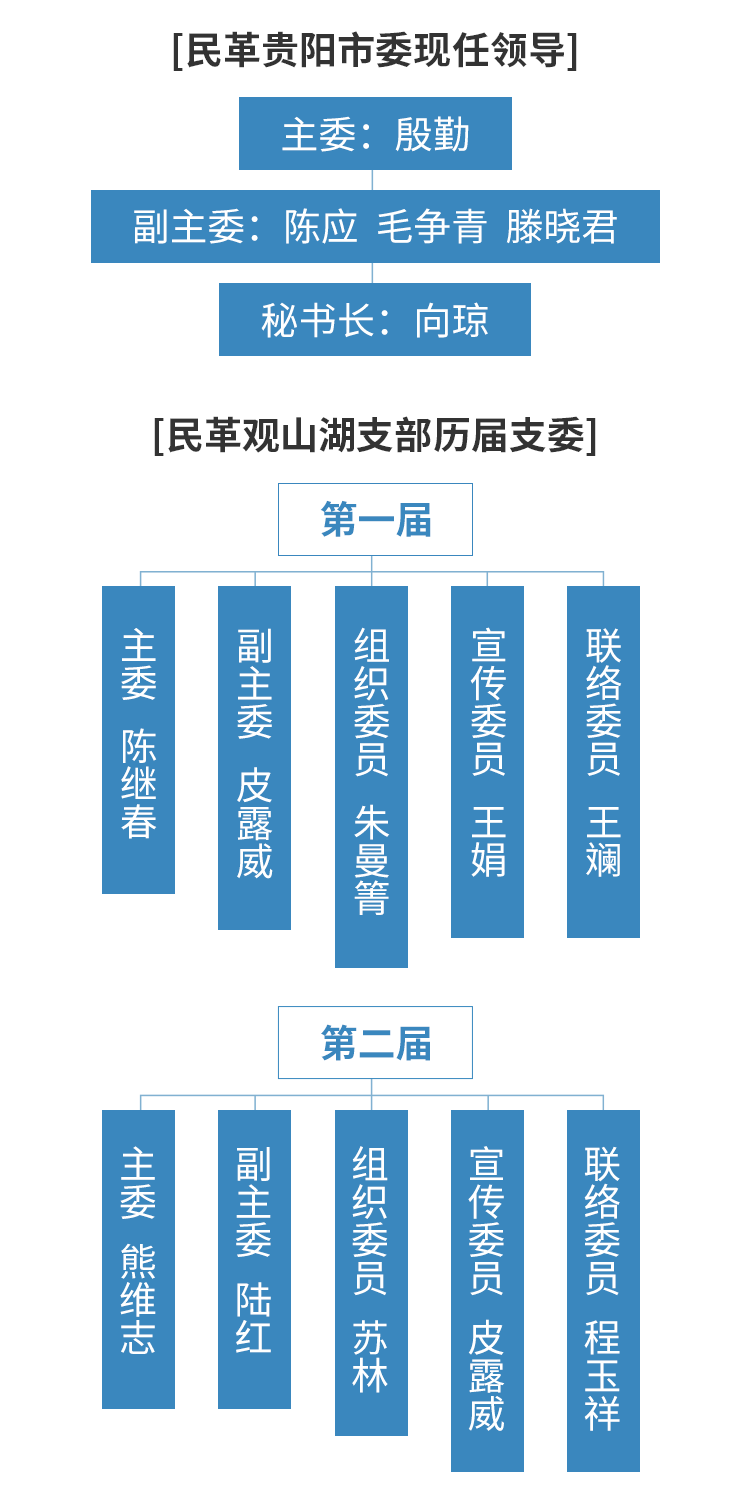 [民革贵阳市委现任领导]
主委：殷勤
副主委：陈应 毛争青 滕晓君
秘书长：向琼
[民革观山湖支部历届支委]
第一届
主委 陈继春
副主委 皮露威
组织委员 朱曼箐
宣传委员 王娟
联络委员 王斓
第二届
主委 熊维志
副主委 陆红
组织委员 苏林
宣传委员 皮露威
联络委员 程玉祥